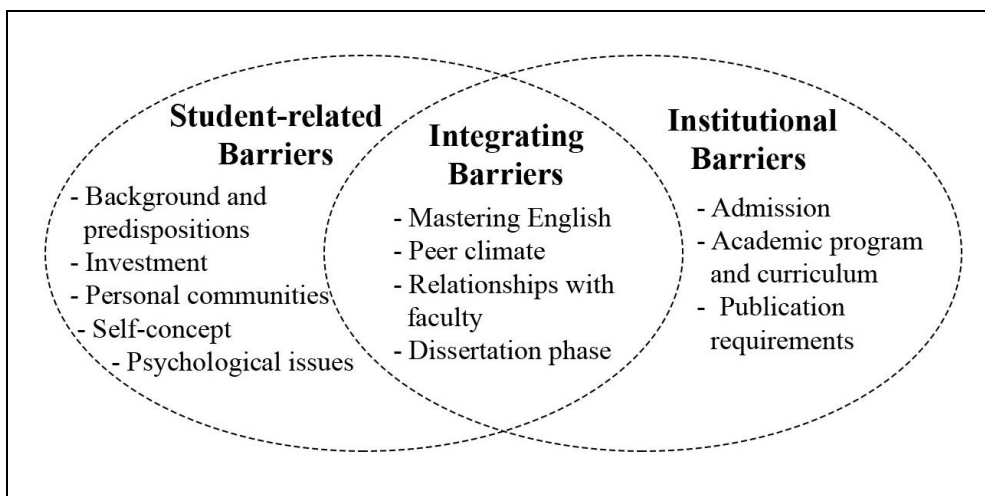 Student-related
Barriers
- Background and
predispositions
- Investment
- Personal communities
- Self-concept
- Psychological issues
Integrating
Barriers
- Mastering English
- Peer climate
- Relationships with
faculty
- Dissertation phase
Institutional
Barriers
- Admission
- Academic program
and curriculum
- Publication
requirements